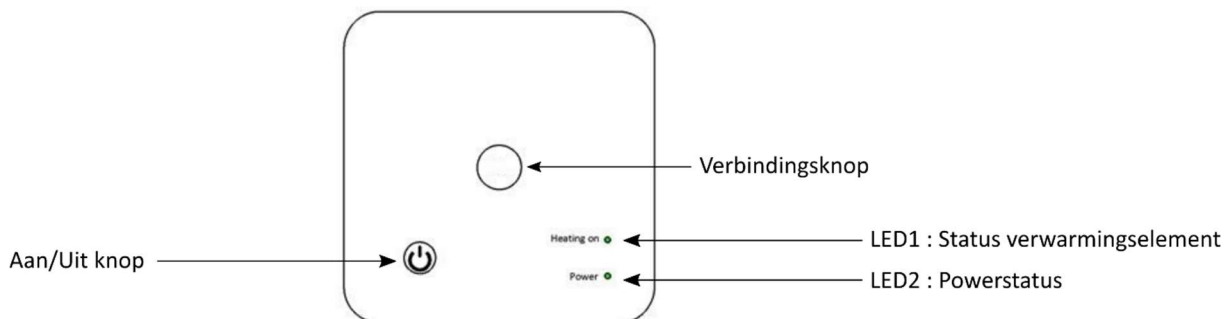 Verbindingsknop
Heating on
LED1 : Status verwarmingselement
Aan/Uit knop
Power
LED2 : Powerstatus